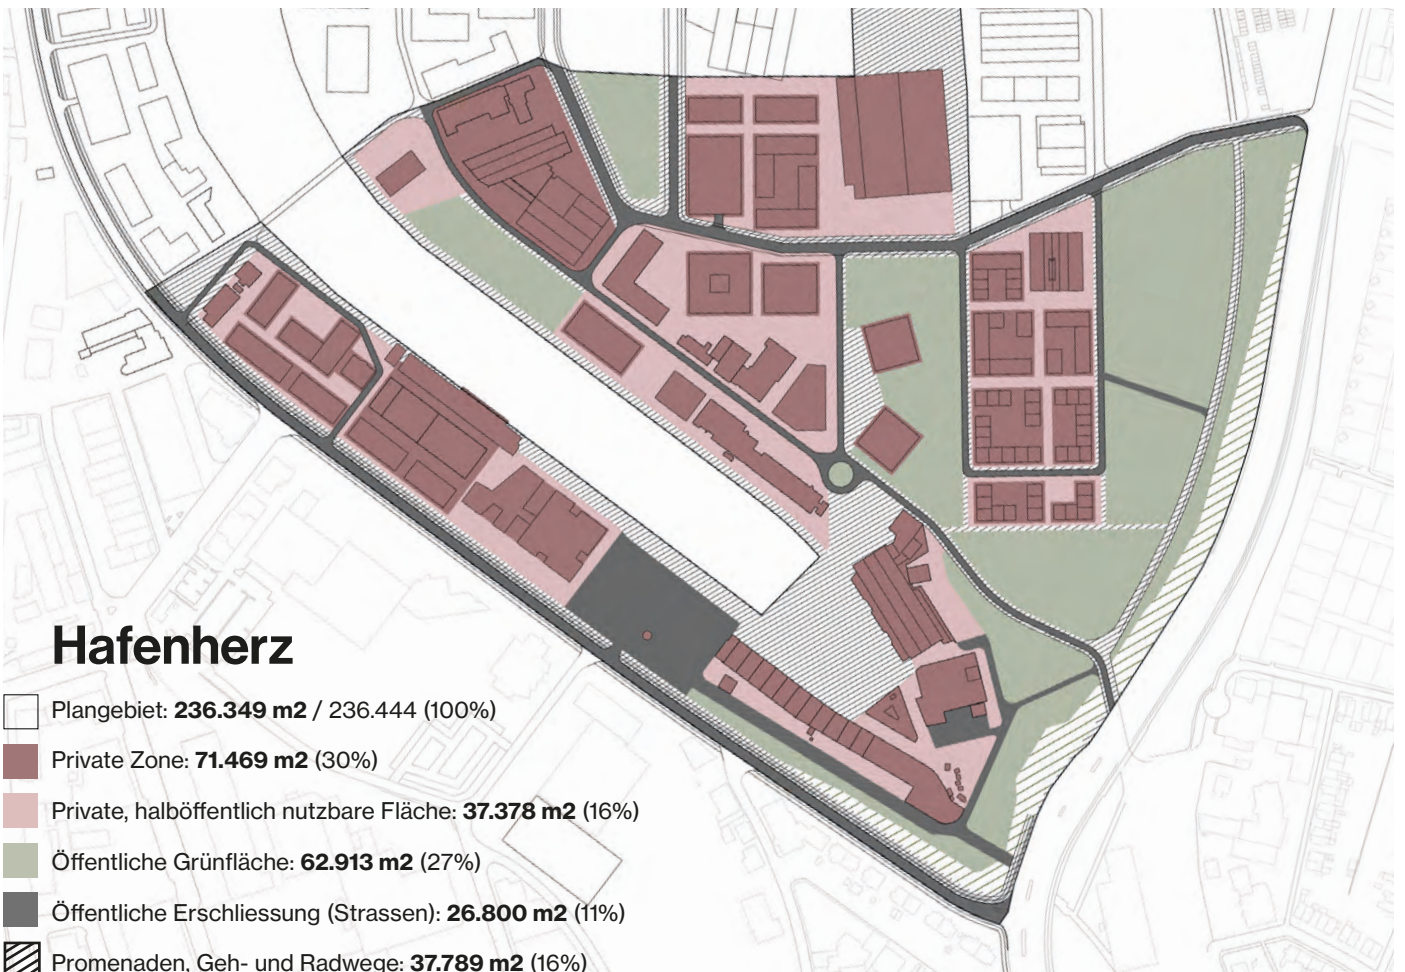 Hafenherz
Plangebiet: 236.349 m2 / 236.444 (100%)
Private Zone: 71.469 m2 (30%)
Private, halböffentlich nutzbare Fläche: 37.378 m2 (16%)
Öffentliche Grünfläche: 62.913 m2 (27%)
Öffentliche Erschliessung (Strassen): 26.800 m2 (11%)
Promenaden, Geh- und Radwege: 37.789 m2 (16%)